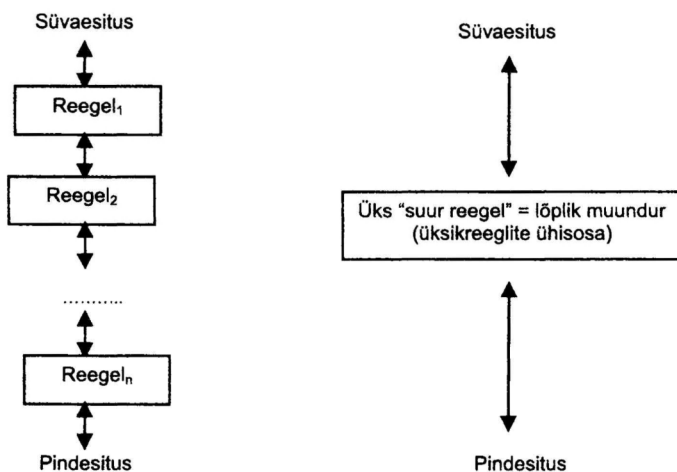 Süvaesitus
Reegel₁
Reegel₂
..........
Reegelₙ
Pindesitus
Süvaesitus
Üks “suur reegel” = lõplik muundur
(üksikreeglite ühisosa)
Pindesitus